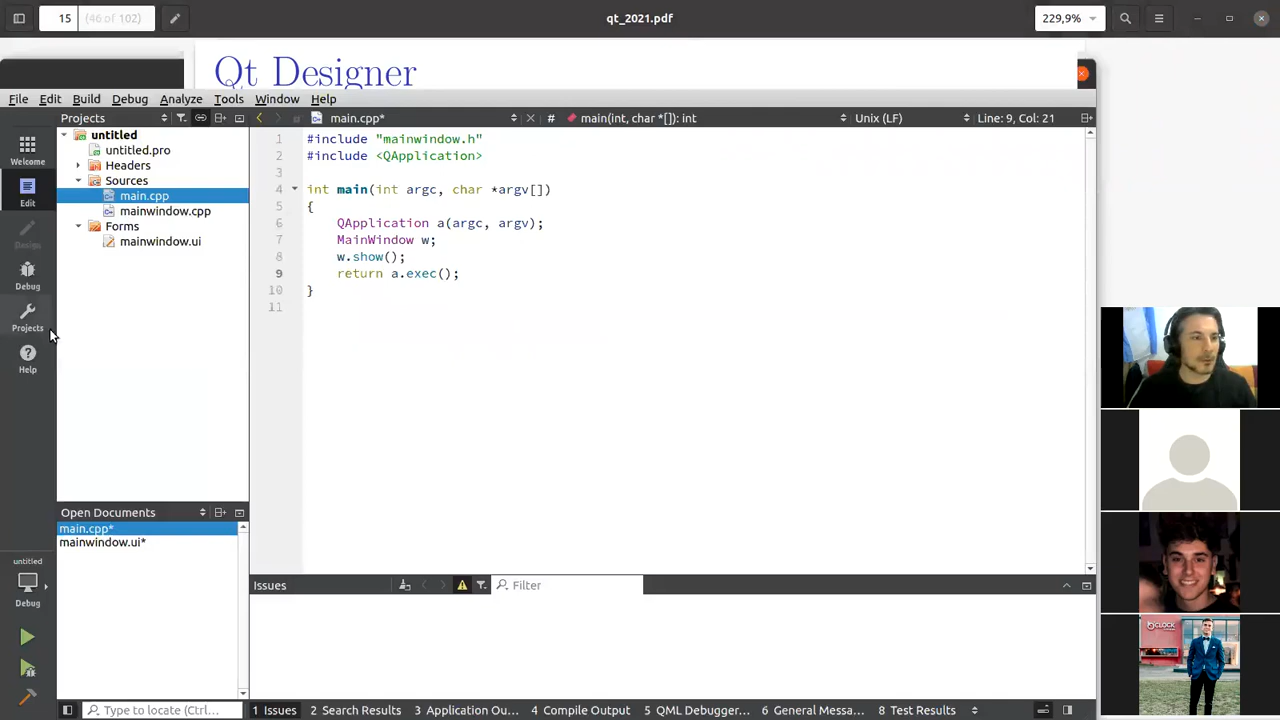 15 (46 of 102)
qt_2021.pdf
229,9%
Qt Designer
File Edit Build Debug Analyze Tools Window Help
Projects
main.cpp*
# main(int, char *[]): int
Unix (LF)
Line: 9, Col: 21
Welcome
Edit
Design
Debug
Projects
Help
untitled
untitled.pro
Headers
Sources
main.cpp
mainwindow.cpp
Forms
mainwindow.ui
1 #include "mainwindow.h"
2 #include <QApplication>
3
4 int main(int argc, char *argv[])
5 {
6 QApplication a(argc, argv);
7 MainWindow w;
8 w.show();
9 return a.exec();
10 }
11
Open Documents
main.cpp*
mainwindow.ui*
untitled
Debug
Issues
Filter
Type to locate (Ctrl...
1 Issues 2 Search Results 3 Application Ou... 4 Compile Output 5 QML Debugger... 6 General Messa... 8 Test Results
CLOCK